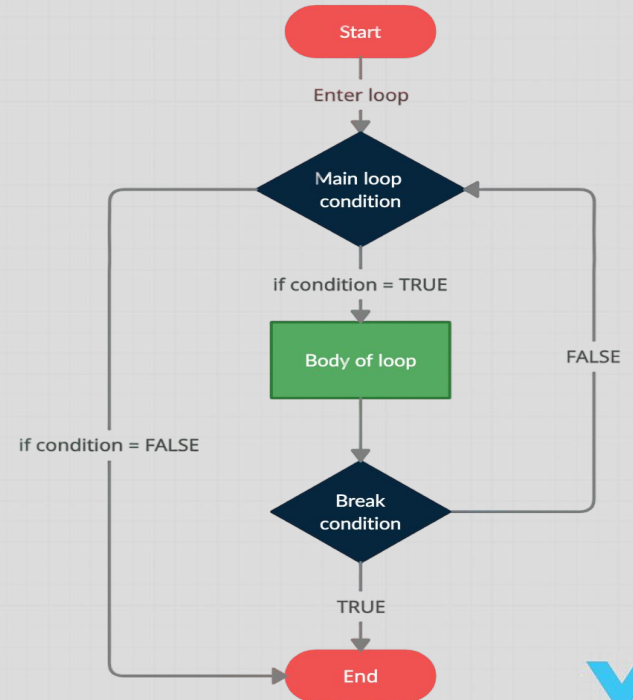 Start
Enter loop
Main loop
condition
if condition = TRUE
Body of loop
FALSE
if condition = FALSE
Break
condition
TRUE
End